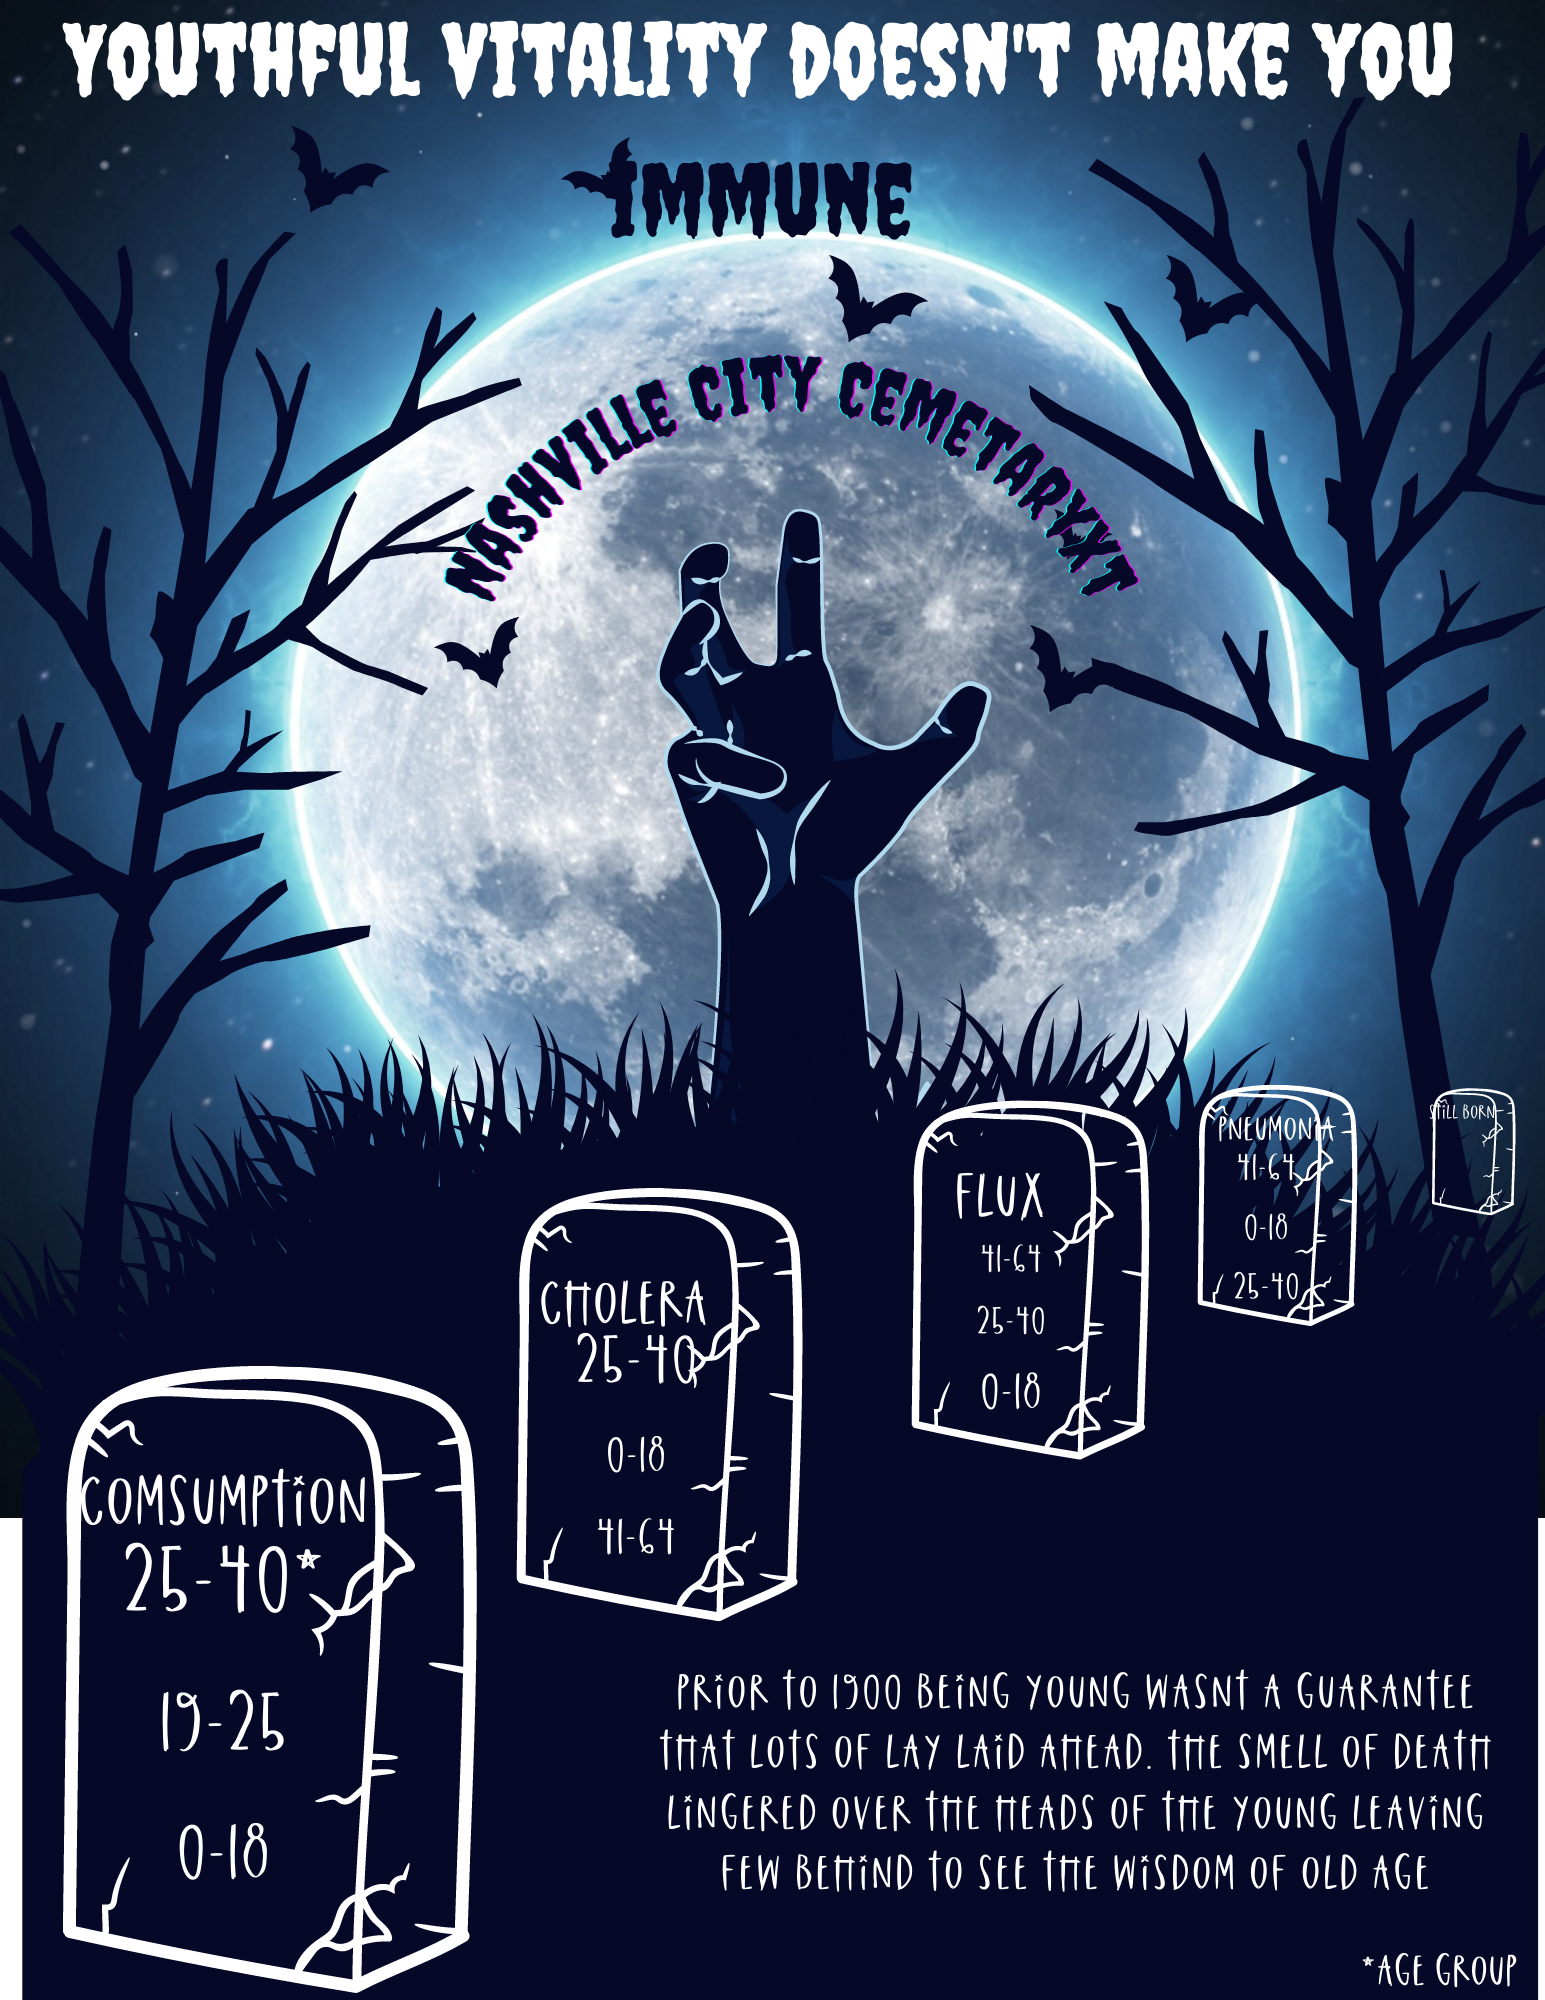 YOUTHFUL VITALITY DOESN'T MAKE YOU
IMMUNE
NASHVILLE CITY CEMETARYXT
STILL BORN
PNEUMONIA
41-64
0-18
25-40
FLUX
41-64
25-40
0-18
CHOLERA
25-40
0-18
41-64
COMSUMPTION
25-40*
19-25
0-18
PRIOR TO 1900 BEING YOUNG WASNT A GUARANTEE
THAT LOTS OF LAY LAID AHEAD. THE SMELL OF DEATH
LINGERED OVER THE HEADS OF THE YOUNG LEAVING
FEW BEHIND TO SEE THE WISDOM OF OLD AGE
*AGE GROUP